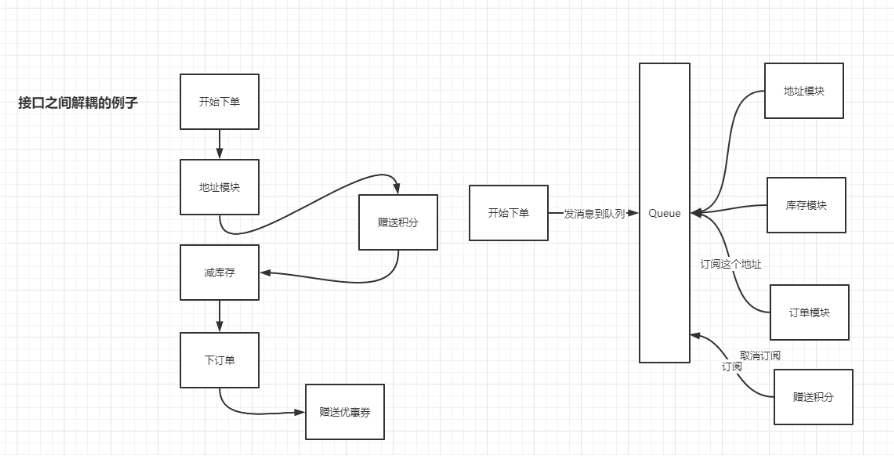 接口之间解耦的例子
开始下单
地址模块
赠送积分
减库存
下订单
赠送优惠券
开始下单
发消息到队列
Queue
地址模块
库存模块
订阅这个地址
订单模块
取消订阅
订阅
赠送积分